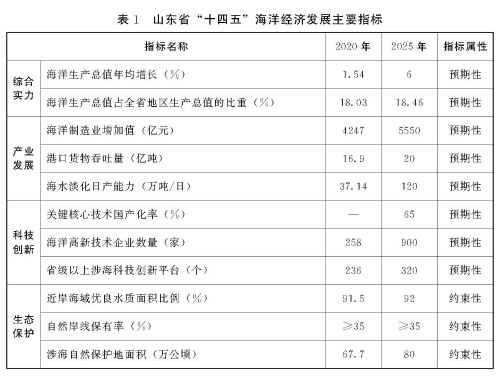 表1 山东省“十四五”海洋经济发展主要指标
指标名称 2020年 2025年 指标属性
综合实力 海洋生产总值年均增长(%) 1.54 6 预期性
海洋生产总值占全省地区生产总值的比重(%) 18.03 18.46 预期性
产业发展 海洋制造业增加值(亿元) 4247 5550 预期性
港口货物吞吐量(亿吨) 16.9 20 预期性
海水淡化日产能力(万吨/日) 37.14 120 预期性
科技创新 关键核心技术国产化率(%) — 65 预期性
海洋高新技术企业数量(家) 258 900 预期性
省级以上涉海科技创新平台(个) 236 320 预期性
生态保护 近岸海域优良水质面积比例(%) 91.5 92 约束性
自然岸线保有率(%) ≥35 ≥35 约束性
涉海自然保护地面积(万公顷) 67.7 80 约束性